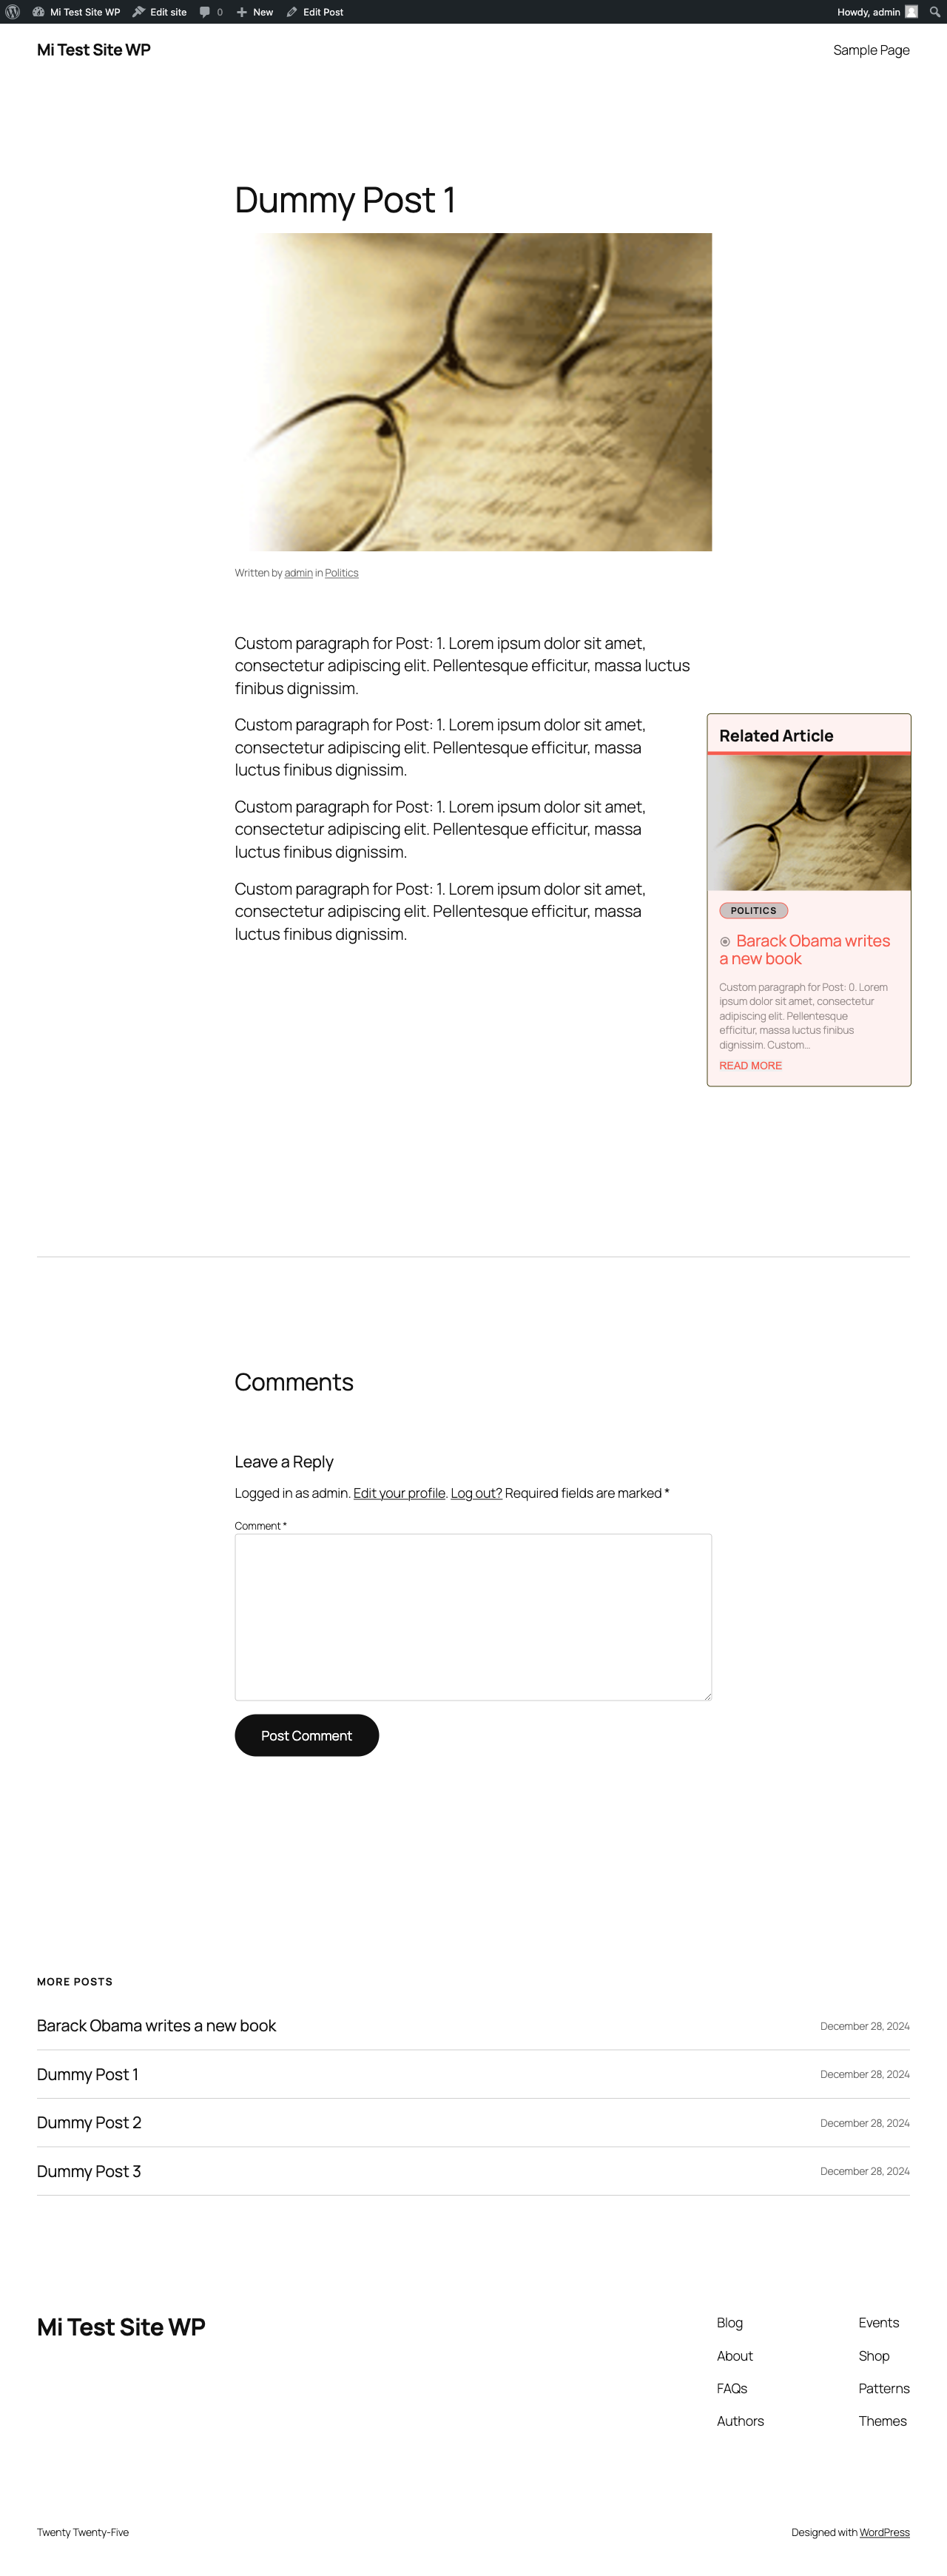 Mi Test Site WP Edit site 0 New Edit Post Howdy, admin
Mi Test Site WP Sample Page
Dummy Post 1
Written by admin in Politics
Custom paragraph for Post: 1. Lorem ipsum dolor sit amet,
consectetur adipiscing elit. Pellentesque efficitur, massa luctus
finibus dignissim.
Custom paragraph for Post: 1. Lorem ipsum dolor sit amet,
consectetur adipiscing elit. Pellentesque efficitur, massa
luctus finibus dignissim.
Custom paragraph for Post: 1. Lorem ipsum dolor sit amet,
consectetur adipiscing elit. Pellentesque efficitur, massa
luctus finibus dignissim.
Custom paragraph for Post: 1. Lorem ipsum dolor sit amet,
consectetur adipiscing elit. Pellentesque efficitur, massa
luctus finibus dignissim.
Related Article
POLITICS
Barack Obama writes
a new book
Custom paragraph for Post: 0. Lorem
ipsum dolor sit amet, consectetur
adipiscing elit. Pellentesque
efficitur, massa luctus finibus
dignissim. Custom...
READ MORE
Comments
Leave a Reply
Logged in as admin. Edit your profile. Log out? Required fields are marked *
Comment *
Post Comment
MORE POSTS
Barack Obama writes a new book December 28, 2024
Dummy Post 1 December 28, 2024
Dummy Post 2 December 28, 2024
Dummy Post 3 December 28, 2024
Mi Test Site WP
Blog Events
About Shop
FAQs Patterns
Authors Themes
Twenty Twenty-Five Designed with WordPress